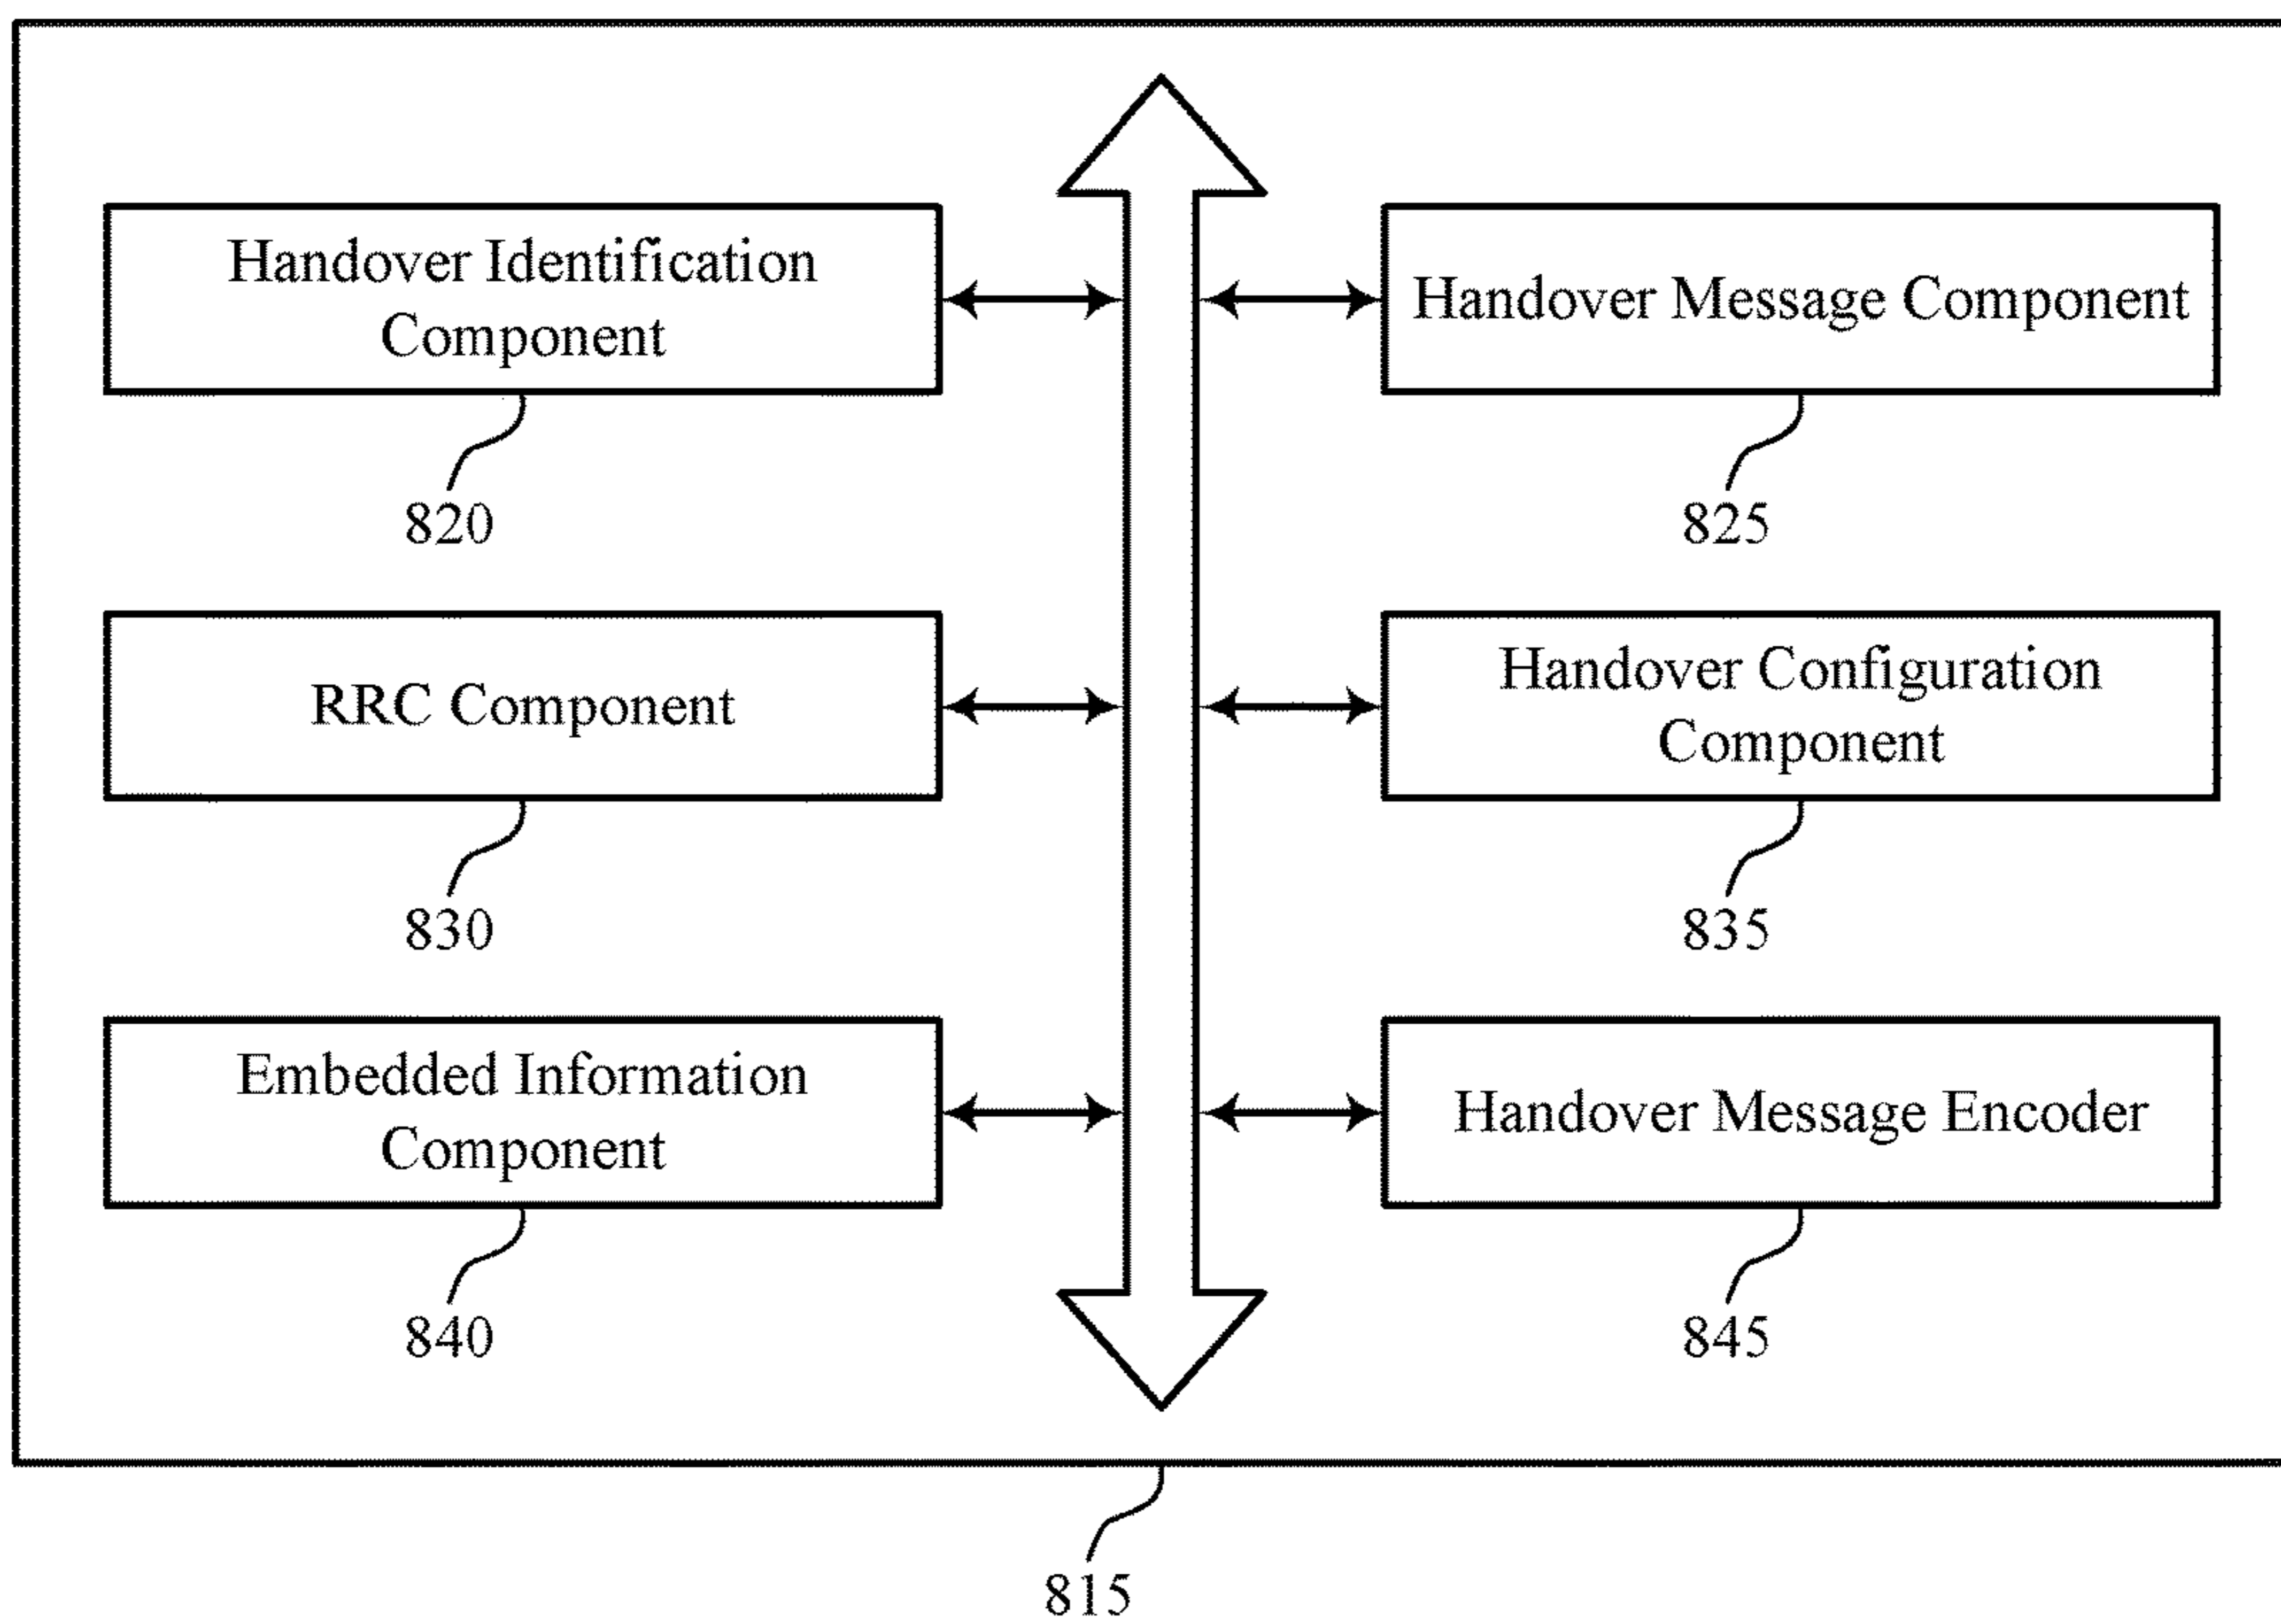 Handover Identification
Component
820
Handover Message Component
825
RRC Component
830
Handover Configuration
Component
835
Embedded Information
Component
840
Handover Message Encoder
845
815